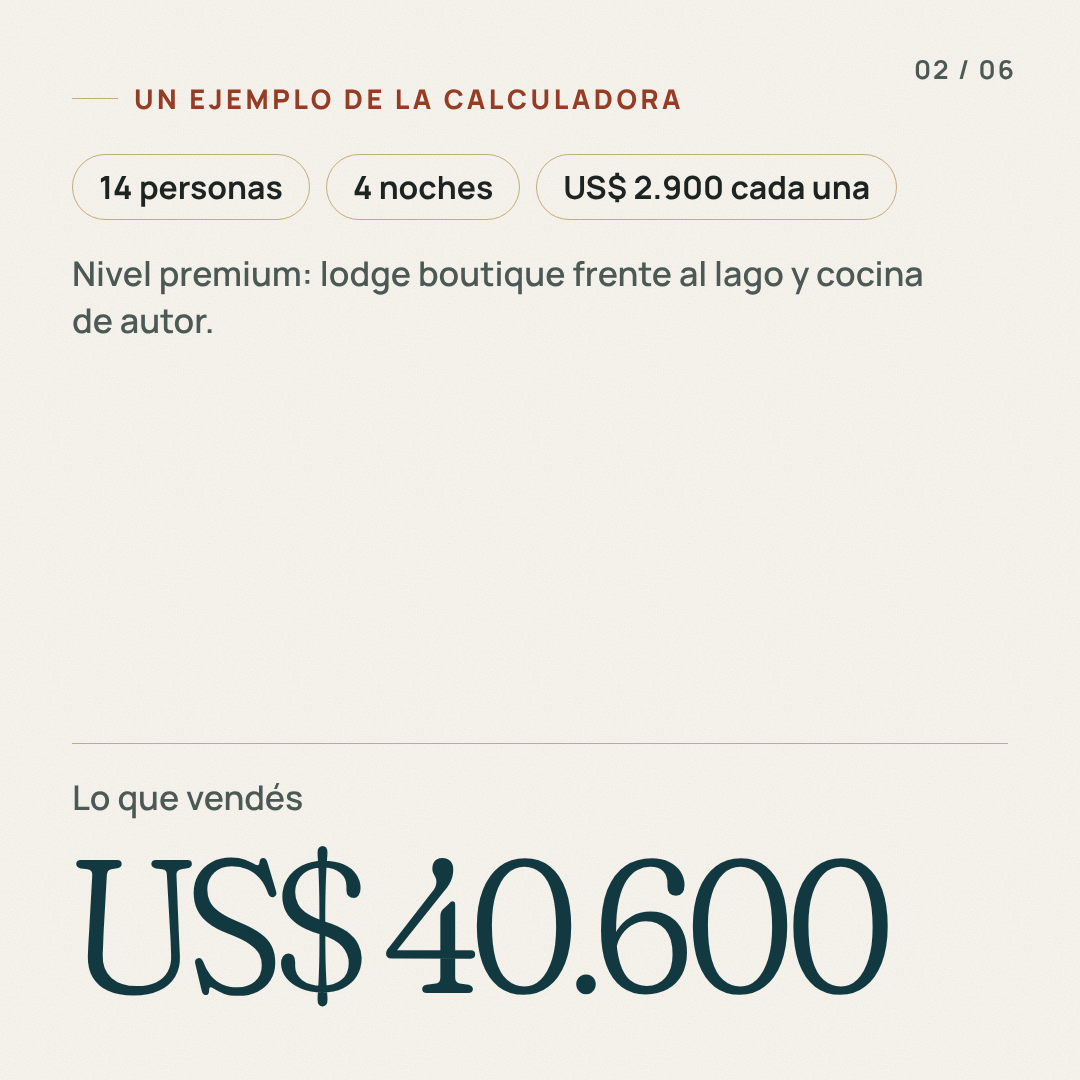 02 / 06
UN EJEMPLO DE LA CALCULADORA
14 personas
4 noches
US$ 2.900 cada una
Nivel premium: lodge boutique frente al lago y cocina
de autor.
Lo que vendés
US$ 40.600